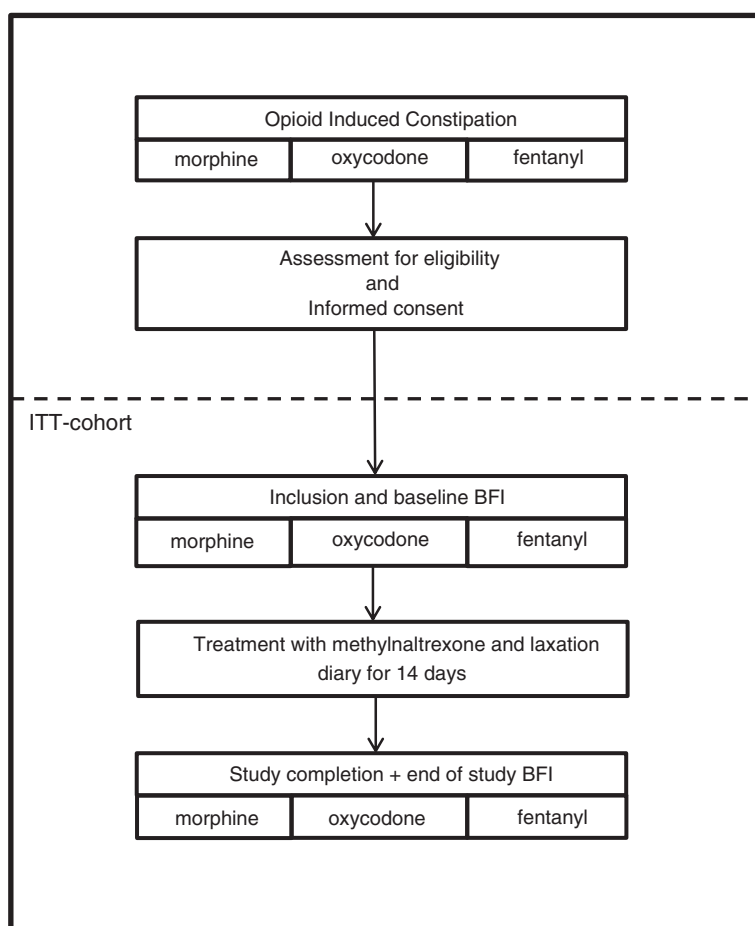 Opioid Induced Constipation
morphine oxycodone fentanyl
Assessment for eligibility
and
Informed consent
ITT-cohort
Inclusion and baseline BFI
morphine oxycodone fentanyl
Treatment with methylnaltrexone and laxation
diary for 14 days
Study completion + end of study BFI
morphine oxycodone fentanyl